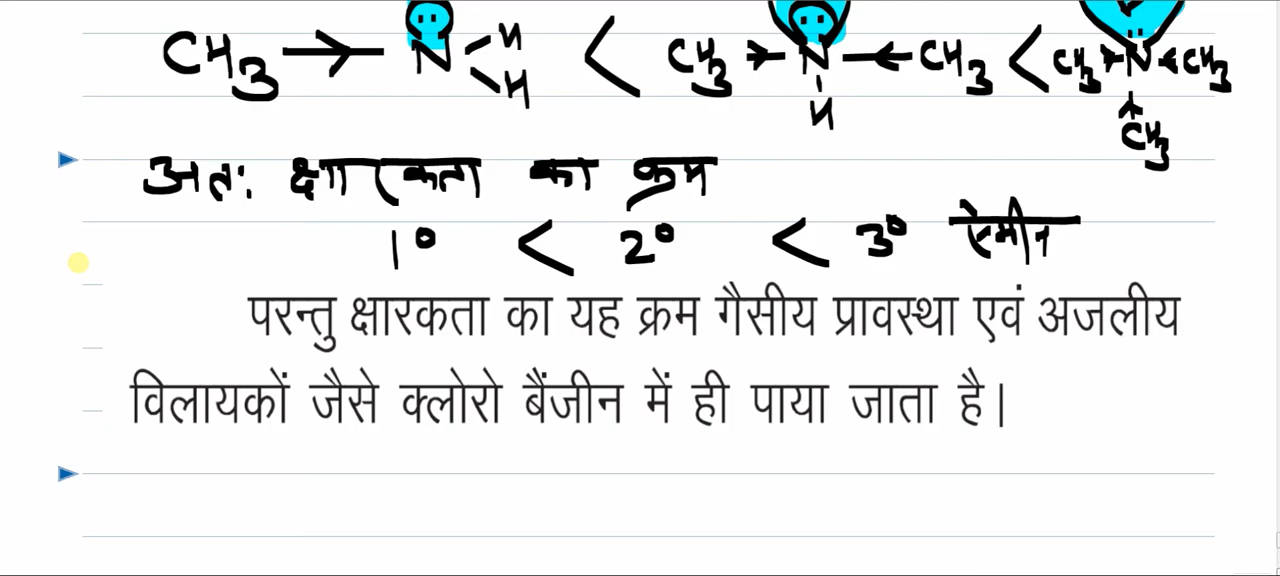 CH3 → N̈ H H < CH3 → N̈ ← CH3 < CH3 → N̈ ← CH3
H
CH3
अतः क्षारकता का क्रम
1° < 2° < 3° ऐमीन
परन्तु क्षारकता का यह क्रम गैसीय प्रावस्था एवं अजलीय
विलायकों जैसे क्लोरो बैंजीन में ही पाया जाता है।